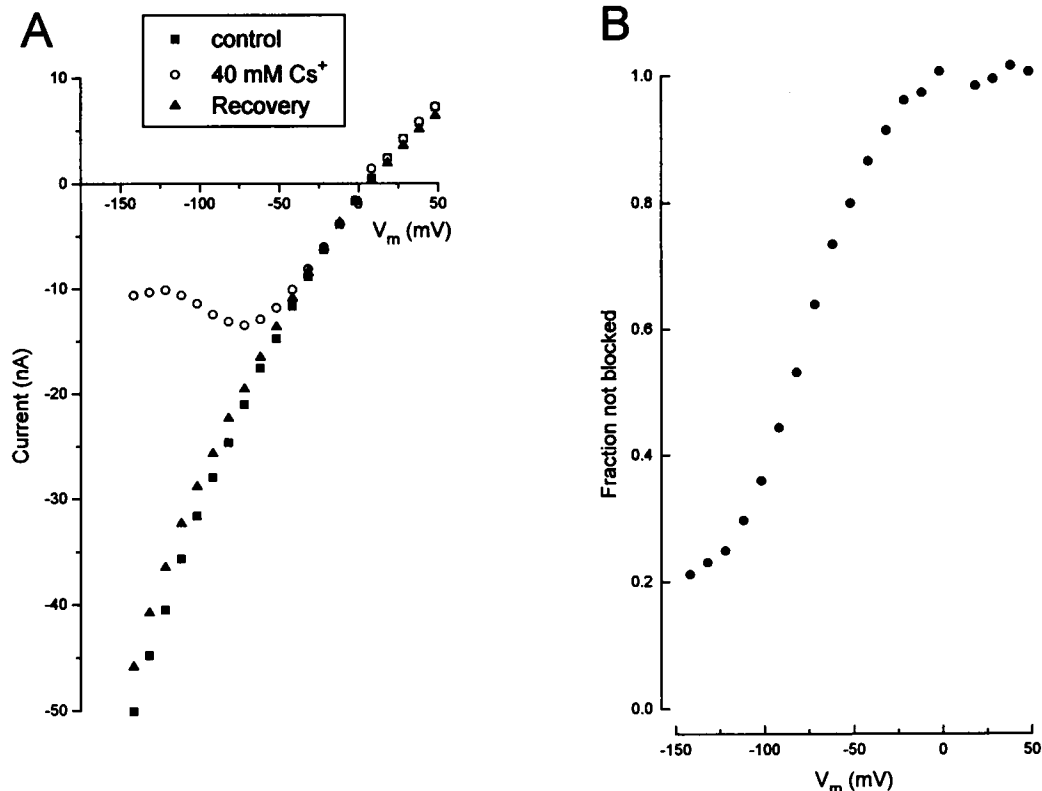 A
control
40 mM Cs⁺
Recovery
10
0
-10
-20
-30
-40
-50
-150
-100
-50
0
50
Vₘ (mV)
Current (nA)
B
1.0
0.8
0.6
0.4
0.2
0.0
-150
-100
-50
0
50
Vₘ (mV)
Fraction not blocked